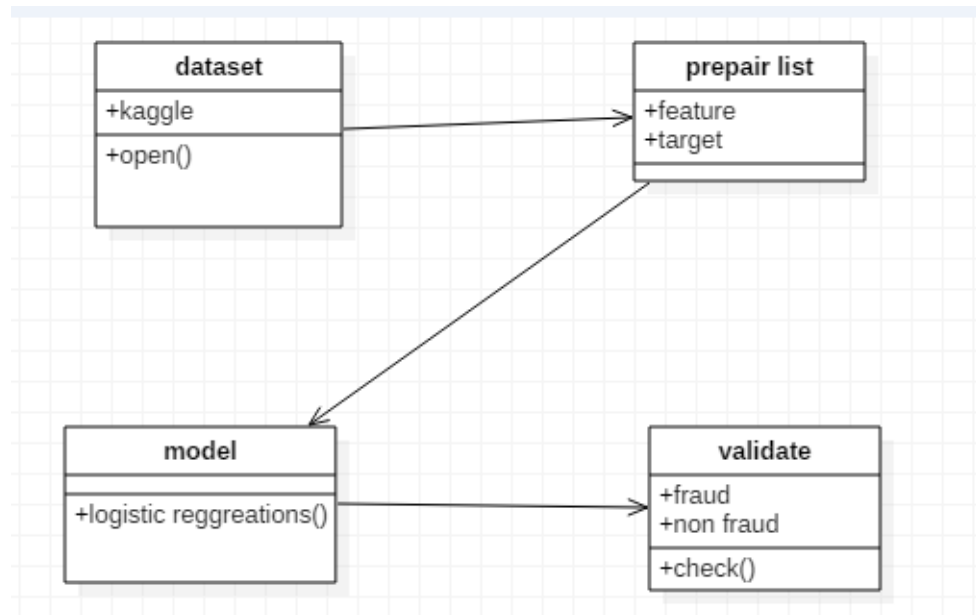 dataset
+kaggle
+open()
prepair list
+feature
+target
model
+logistic reggreations()
validate
+fraud
+non fraud
+check()